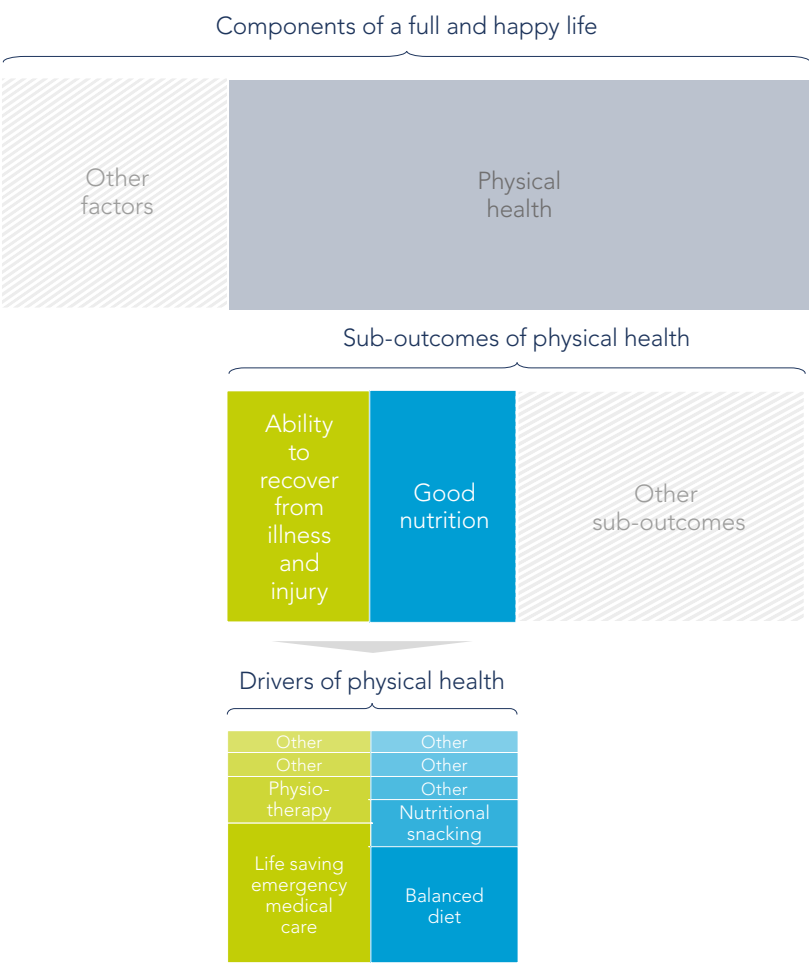 Components of a full and happy life
Other
factors
Physical
health
Sub-outcomes of physical health
Ability
to
recover
from
illness
and
injury
Good
nutrition
Other
sub-outcomes
Drivers of physical health
Other
Other
Physio-
therapy
Life saving
emergency
medical
care
Other
Other
Other
Nutritional
snacking
Balanced
diet